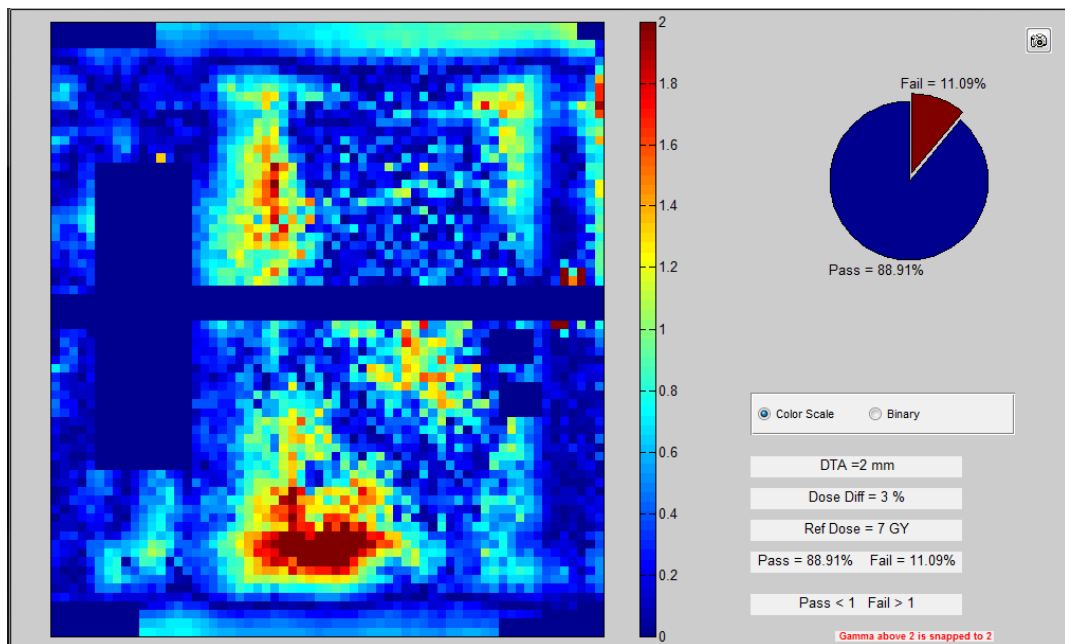 2
1.8
1.6
1.4
1.2
1
0.8
0.6
0.4
0.2
0
Fail = 11.09%
Pass = 88.91%
Color Scale Binary
DTA =2 mm
Dose Diff = 3 %
Ref Dose = 7 GY
Pass = 88.91% Fail = 11.09%
Pass < 1 Fail > 1
Gamma above 2 is snapped to 2